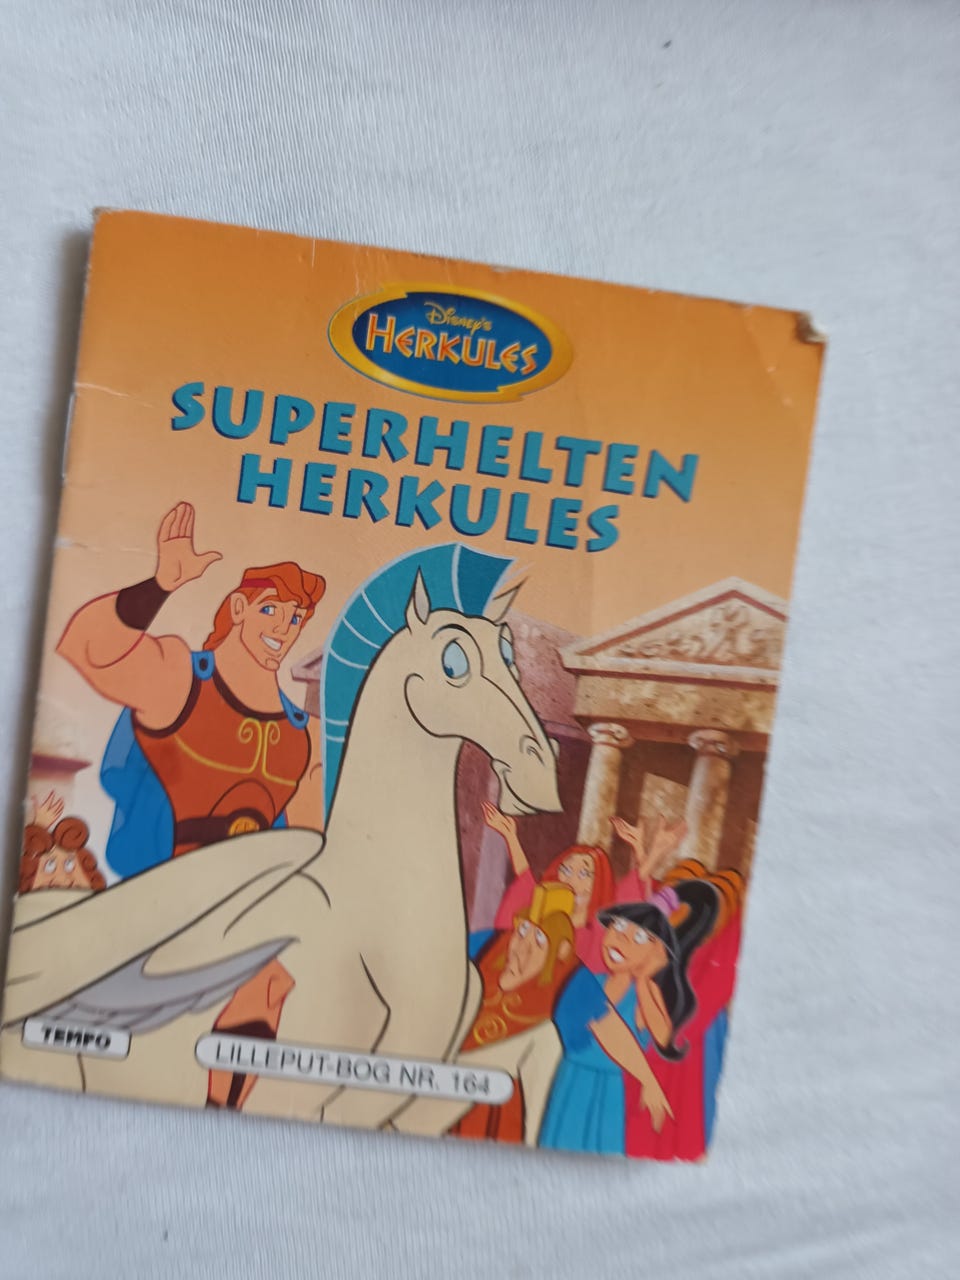 Disney's
HERKULES
SUPERHELTEN
HERKULES
TEMPO
LILLEPUT-BOG NR. 164